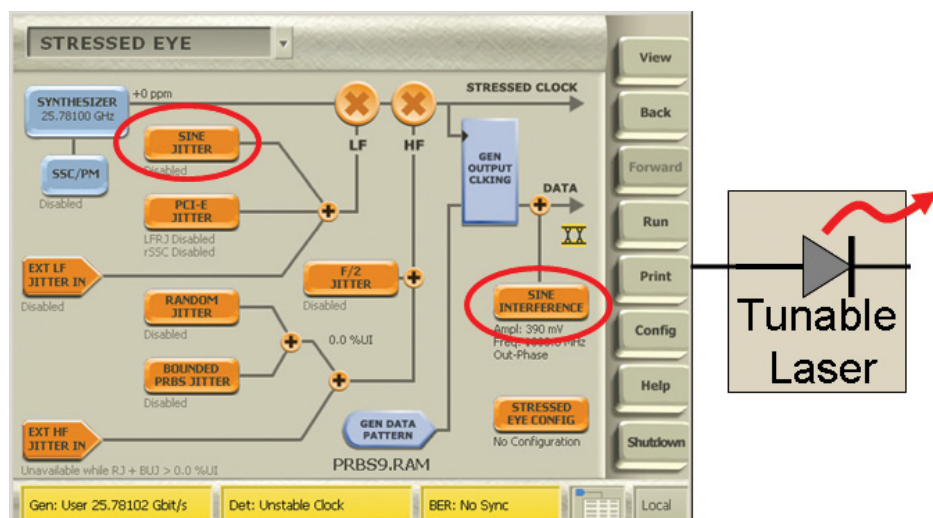 STRESSED EYE
View
SYNTHESIZER
25.78100 GHz
+0 ppm
STRESSED CLOCK
Back
SINE
JITTER
Disabled
LF
HF
GEN
OUTPUT
CLKING
SSC/PM
Disabled
Forward
DATA
PCI-E
JITTER
LFRJ Disabled
rSSC Disabled
Run
EXT LF
JITTER IN
Disabled
F/2
JITTER
Disabled
Print
SINE
INTERFERENCE
Ampl: 390 mV
Out-Phase
RANDOM
JITTER
Disabled
0.0 %UI
Config
Tunable
Laser
BOUNDED
PRBS JITTER
Disabled
Help
STRESSED
EYE CONFIG
No Configuration
GEN DATA
PATTERN
PRBS9.RAM
EXT HF
JITTER IN
Unavailable while RJ + BUJ > 0.0 %UI
Shutdown
Gen: User 25.78102 Gbit/s
Det: Unstable Clock
BER: No Sync
Local